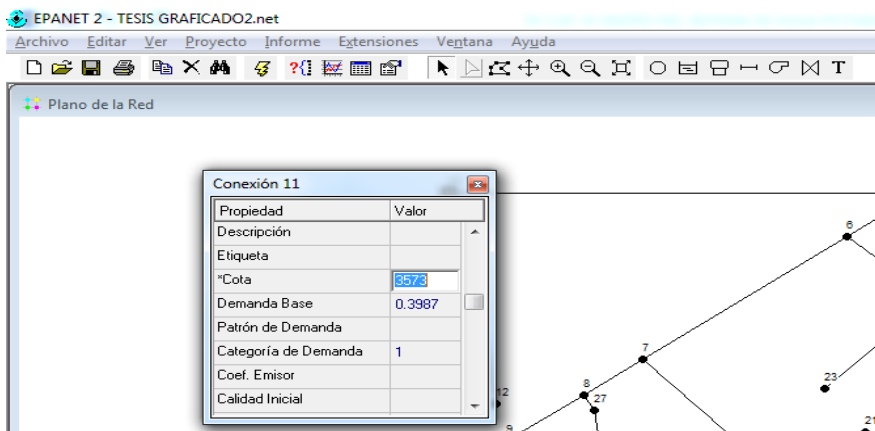 EPANET 2 - TESIS GRAFICADO2.net
Archivo Editar Ver Proyecto Informe Extensiones Ventana Ayuda
T
Plano de la Red
Conexión 11
Propiedad Valor
Descripción
Etiqueta
*Cota 3573
Demanda Base 0.3987
Patrón de Demanda
Categoría de Demanda 1
Coef. Emisor
Calidad Inicial
6
7
23
8
12
27
21
9